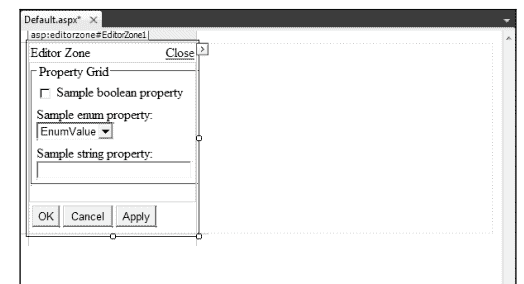 Default.aspx*
asp:editorzone#EditorZone1
Editor Zone Close
Property Grid
Sample boolean property
Sample enum property:
EnumValue
Sample string property:
OK Cancel Apply